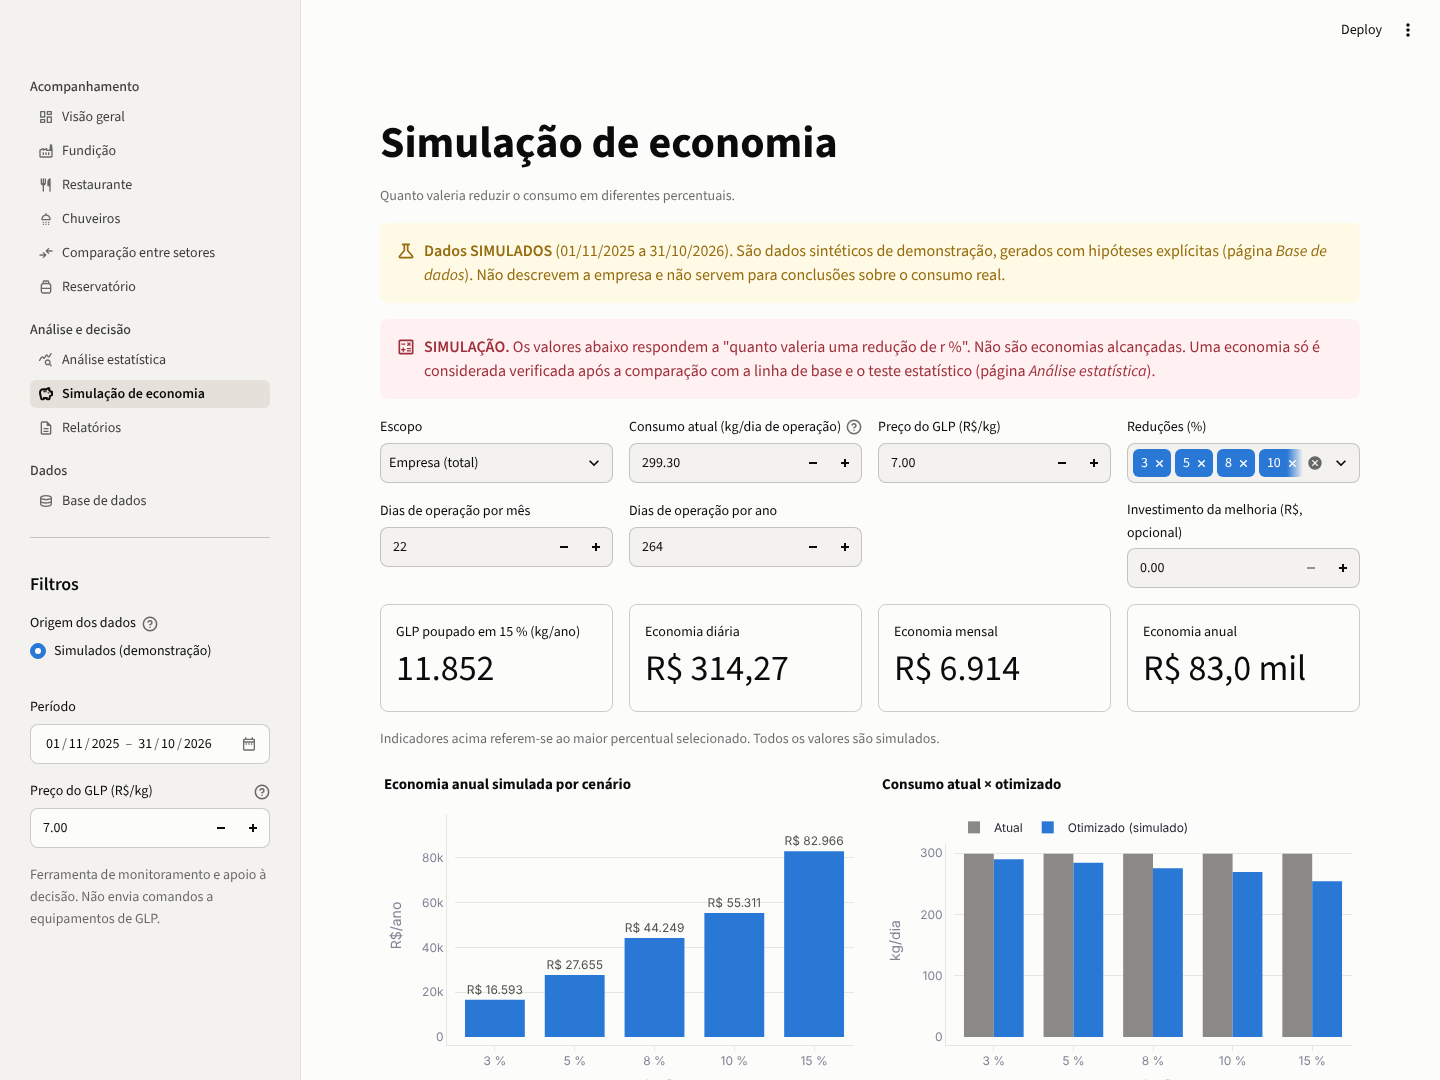 Deploy
Acompanhamento
Visão geral
Fundição
Restaurante
Chuveiros
Comparação entre setores
Reservatório
Análise e decisão
Análise estatística
Simulação de economia
Relatórios
Dados
Base de dados
Filtros
Origem dos dados
Simulados (demonstração)
Período
01/11/2025 – 31/10/2026
Preço do GLP (R$/kg)
7.00
Ferramenta de monitoramento e apoio à
decisão. Não envia comandos a
equipamentos de GLP.
Simulação de economia
Quanto valeria reduzir o consumo em diferentes percentuais.
Dados SIMULADOS (01/11/2025 a 31/10/2026). São dados sintéticos de demonstração, gerados com hipóteses explícitas (página Base de
dados). Não descrevem a empresa e não servem para conclusões sobre o consumo real.
SIMULAÇÃO. Os valores abaixo respondem a "quanto valeria uma redução de r %". Não são economias alcançadas. Uma economia só é
considerada verificada após a comparação com a linha de base e o teste estatístico (página Análise estatística).
Escopo
Empresa (total)
Consumo atual (kg/dia de operação)
299.30
Preço do GLP (R$/kg)
7.00
Reduções (%)
3 5 8 10
Dias de operação por mês
22
Dias de operação por ano
264
Investimento da melhoria (R$,
opcional)
0.00
GLP poupado em 15 % (kg/ano)
11.852
Economia diária
R$ 314,27
Economia mensal
R$ 6.914
Economia anual
R$ 83,0 mil
Indicadores acima referem-se ao maior percentual selecionado. Todos os valores são simulados.
Economia anual simulada por cenário
R$/ano
80k
60k
40k
20k
0
R$ 16.593
R$ 27.655
R$ 44.249
R$ 55.311
R$ 82.966
3 % 5 % 8 % 10 % 15 %
Consumo atual × otimizado
Atual Otimizado (simulado)
kg/dia
300
200
100
0
3 % 5 % 8 % 10 % 15 %